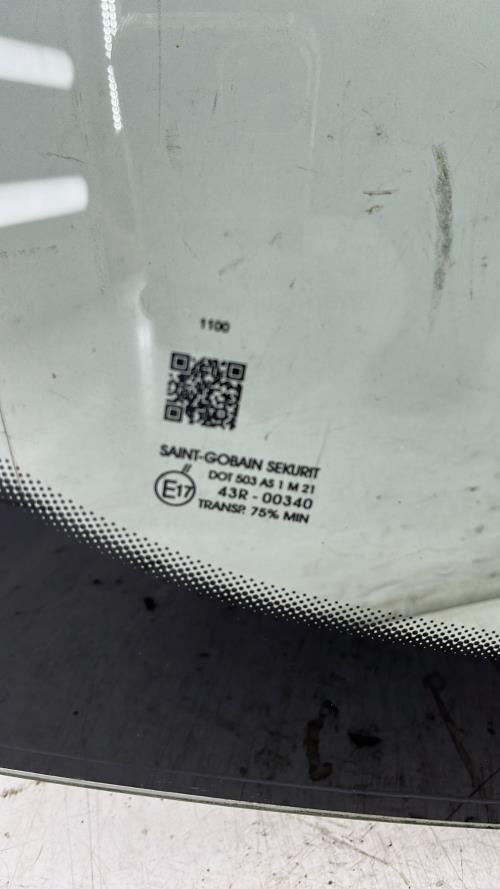 1100
SAINT-GOBAIN SEKURIT
//
DOT 503 AS 1 M 21
E17
43R - 00340
TRANSP. 75% MIN